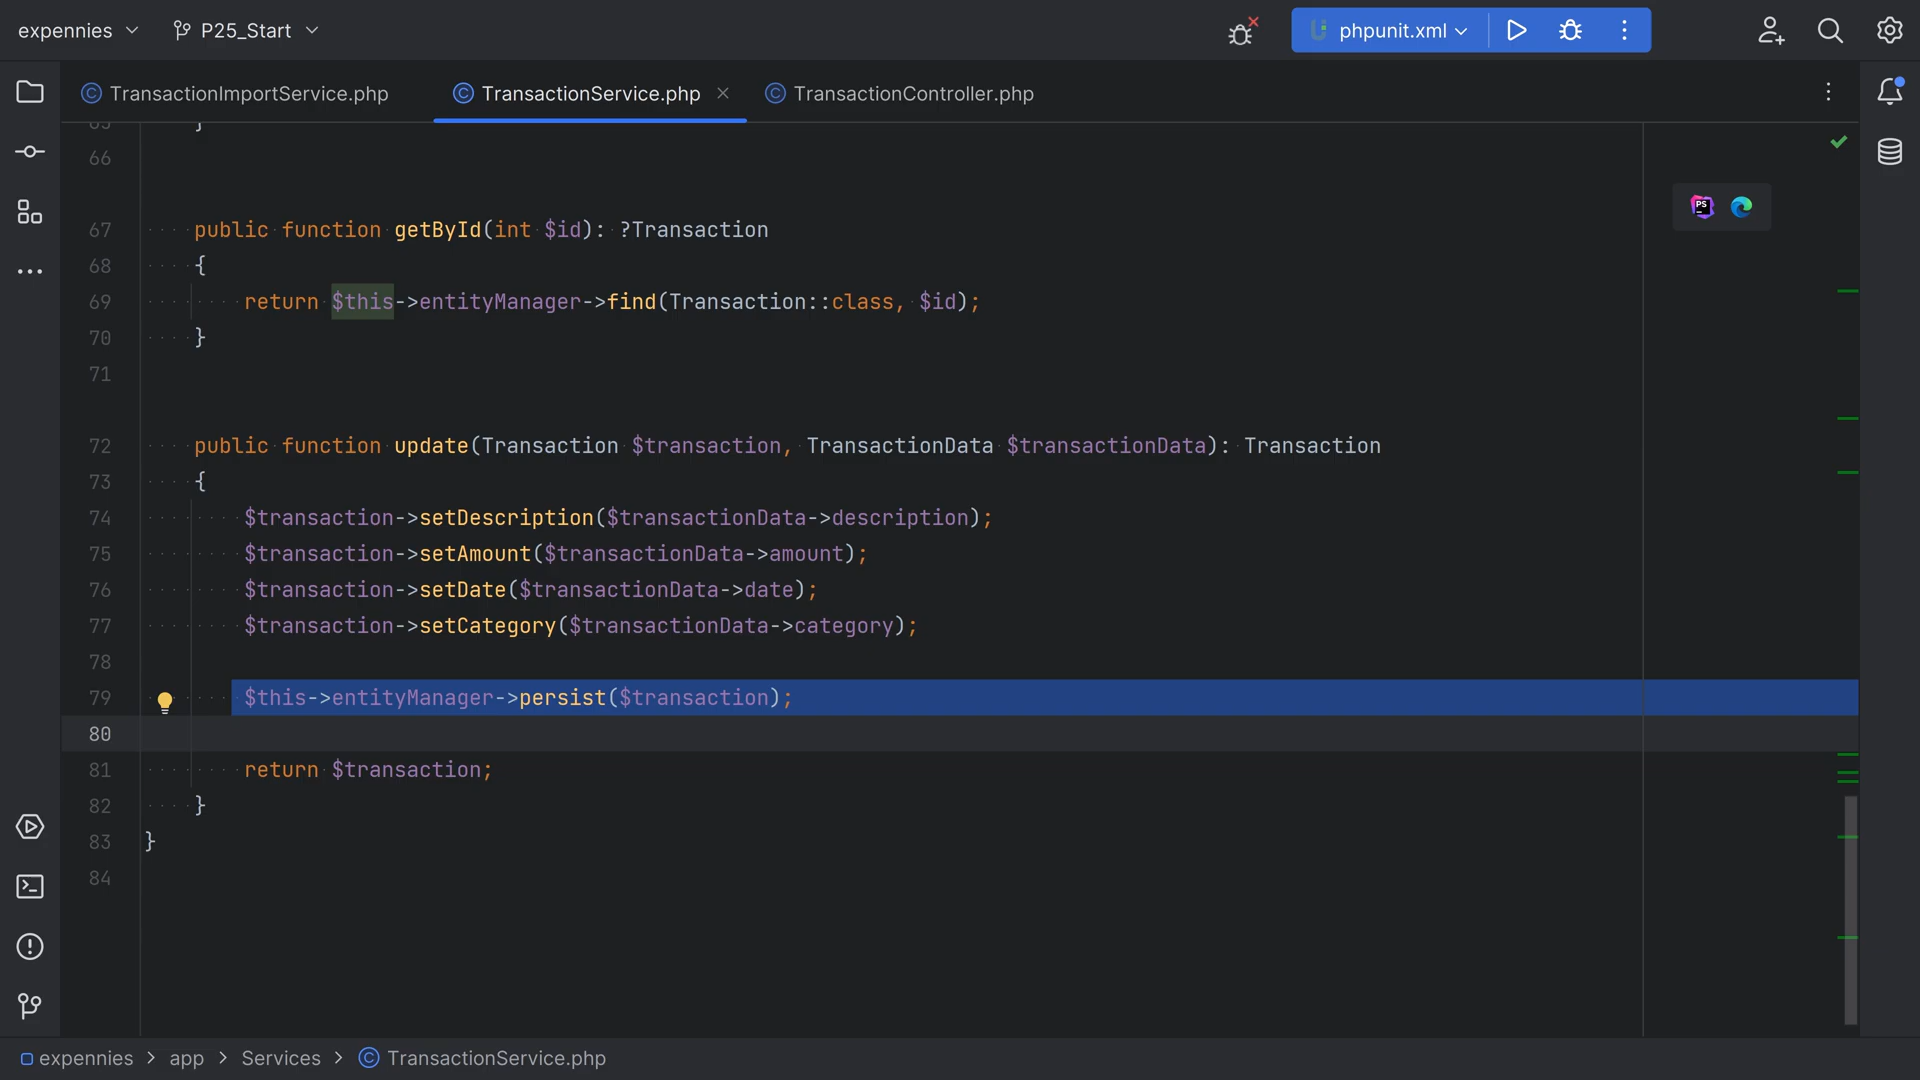 expennies P25_Start phpunit.xml
TransactionImportService.php TransactionService.php TransactionController.php
65 }
66
67 public function getById(int $id): ?Transaction
68 {
69 return $this->entityManager->find(Transaction::class, $id);
70 }
71
72 public function update(Transaction $transaction, TransactionData $transactionData): Transaction
73 {
74 $transaction->setDescription($transactionData->description);
75 $transaction->setAmount($transactionData->amount);
76 $transaction->setDate($transactionData->date);
77 $transaction->setCategory($transactionData->category);
78
79 $this->entityManager->persist($transaction);
80
81 return $transaction;
82 }
83 }
84
expennies > app > Services > TransactionService.php